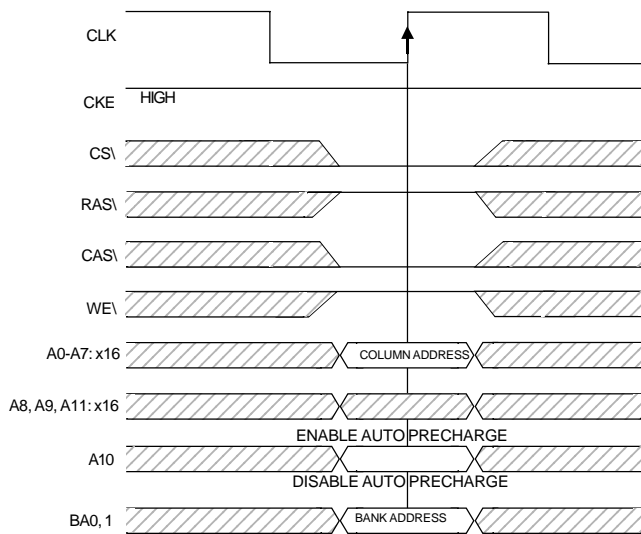 CLK
CKE HIGH
CS\
RAS\
CAS\
WE\
A0-A7: x16 COLUMN ADDRESS
A8, A9, A11: x16
ENABLE AUTO PRECHARGE
A10
DISABLE AUTO PRECHARGE
BA0, 1 BANK ADDRESS